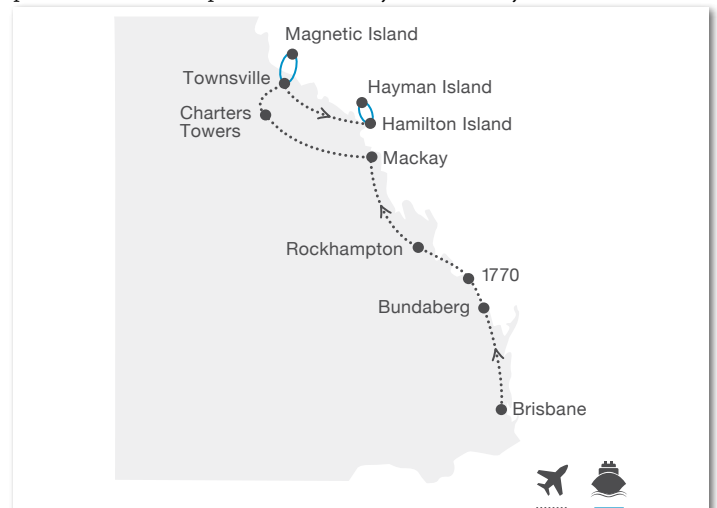 Magnetic Island
Townsville
Hayman Island
Charters
Towers
Hamilton Island
Mackay
Rockhampton
1770
Bundaberg
Brisbane